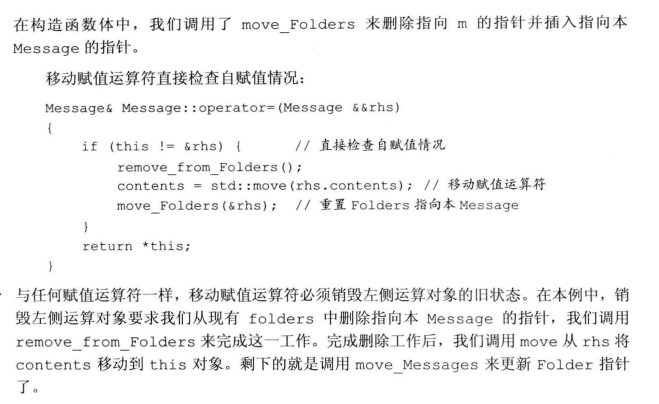 在构造函数体中，我们调用了 move_Folders 来删除指向 m 的指针并插入指向本
Message 的指针。
移动赋值运算符直接检查自赋值情况：
Message& Message::operator=(Message &&rhs)
{
if (this != &rhs) { // 直接检查自赋值情况
remove_from_Folders();
contents = std::move(rhs.contents); // 移动赋值运算符
move_Folders(&rhs); // 重置 Folders 指向本 Message
}
return *this;
}
与任何赋值运算符一样，移动赋值运算符必须销毁左侧运算对象的旧状态。在本例中，销
毁左侧运算对象要求我们从现有 folders 中删除指向本 Message 的指针，我们调用
remove_from_Folders 来完成这一工作。完成删除工作后，我们调用 move 从 rhs 将
contents 移动到 this 对象。剩下的就是调用 move_Messages 来更新 Folder 指针
了。